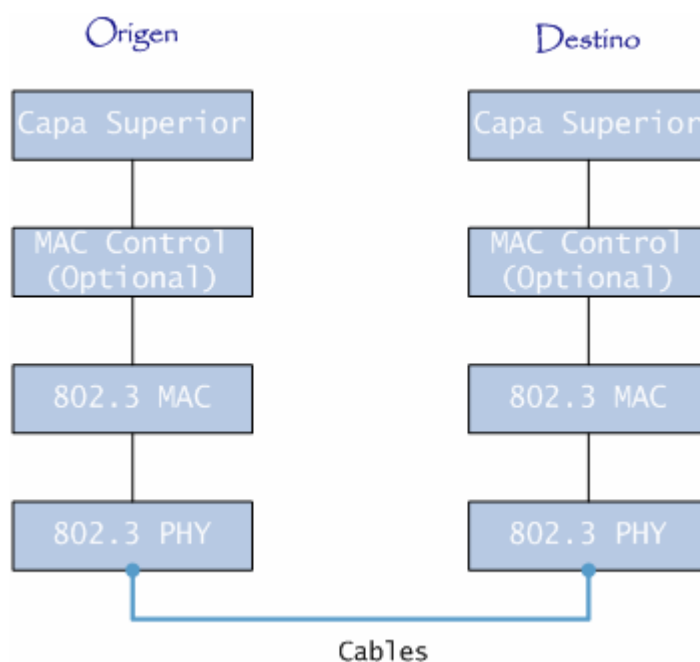 Origen
Destino
Capa Superior
Capa Superior
MAC Control
(Optional)
MAC Control
(Optional)
802.3 MAC
802.3 MAC
802.3 PHY
802.3 PHY
Cables